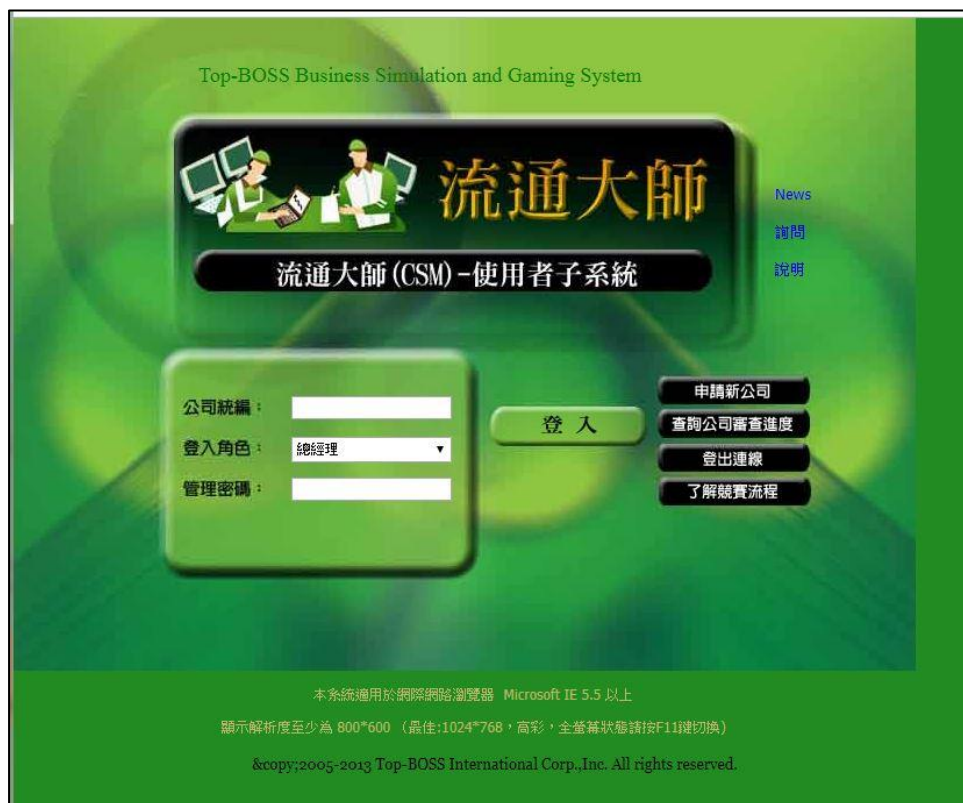 Top-BOSS Business Simulation and Gaming System
流通大師
News
詢問
流通大師(CSM)-使用者子系統
說明
公司統編：
登入角色：
總經理
管理密碼：
登入
申請新公司
查詢公司審查進度
登出連線
了解競賽流程
本系統適用於網際網路瀏覽器 Microsoft IE 5.5 以上
顯示解析度至少為 800*600 （最佳:1024*768，高彩，全螢幕狀態請按F11鍵切換）
&copy;2005-2013 Top-BOSS International Corp.,Inc. All rights reserved.